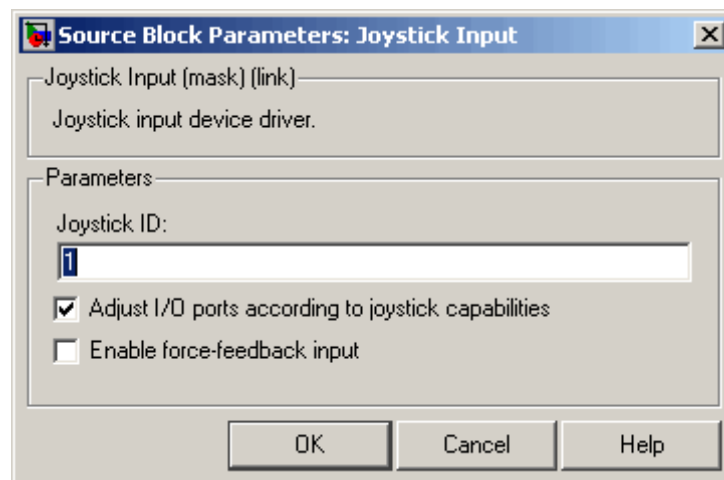 Source Block Parameters: Joystick Input
Joystick Input (mask) (link)
Joystick input device driver.
Parameters
Joystick ID:
1
Adjust I/O ports according to joystick capabilities
Enable force-feedback input
OK Cancel Help